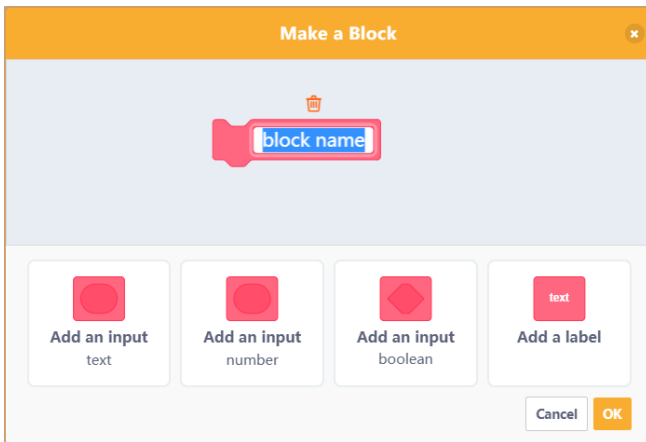 Make a Block
block name
text
Add an input
text
Add an input
number
Add an input
boolean
Add a label
Cancel
OK